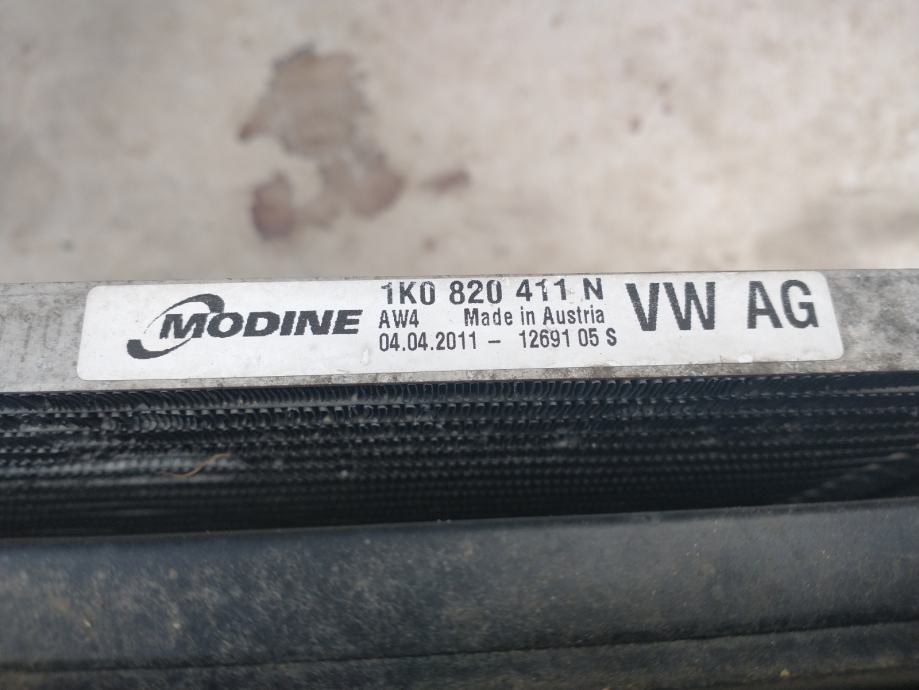 MODINE
1K0 820 411 N
AW4 Made in Austria
04.04.2011 - 12691 05 S
VW AG